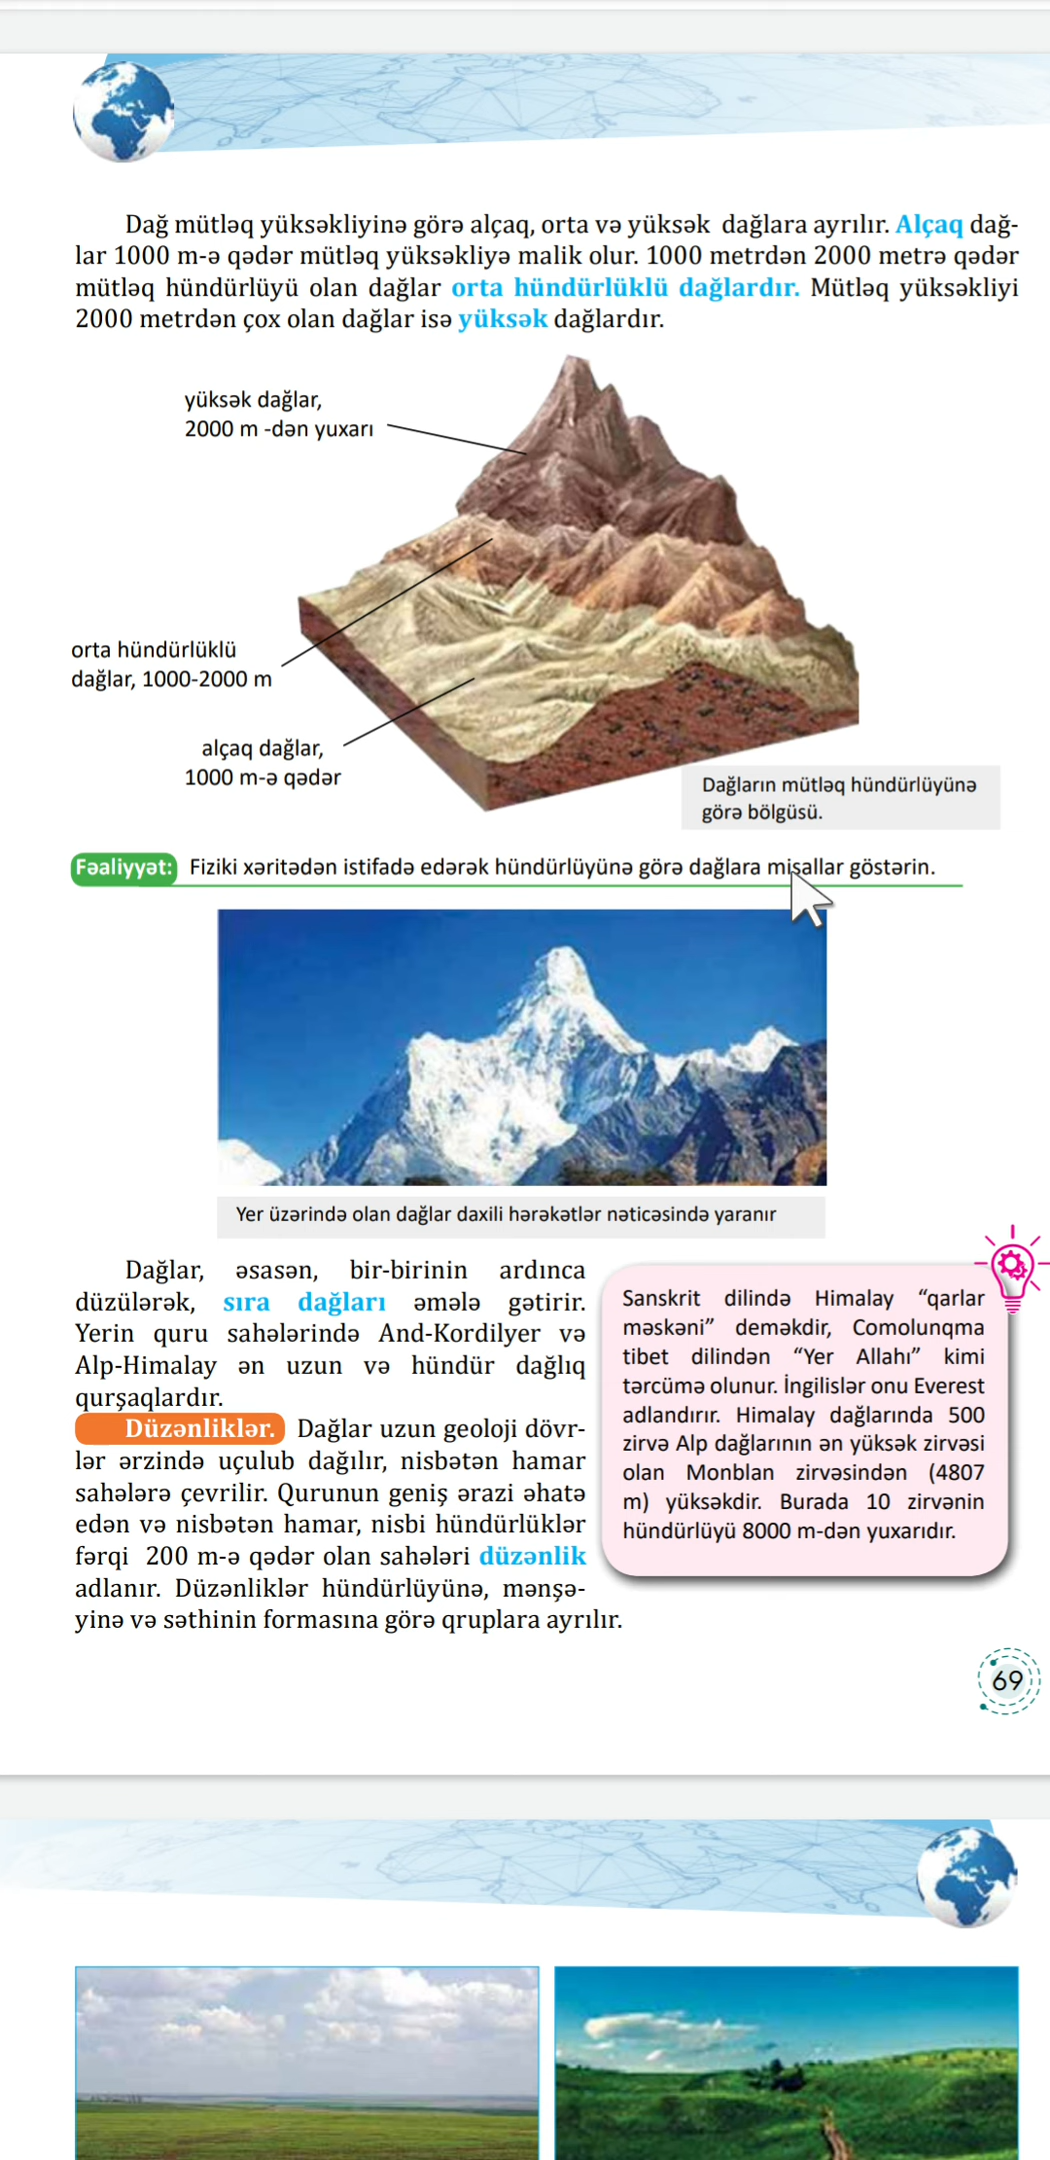 Dağ mütləq yüksəkliyinə görə alçaq, orta və yüksək dağlara ayrılır. Alçaq dağ-
lar 1000 m-ə qədər mütləq yüksəkliyə malik olur. 1000 metrdən 2000 metrə qədər
mütləq hündürlüyü olan dağlar orta hündürlüklü dağlardır. Mütləq yüksəkliyi
2000 metrdən çox olan dağlar isə yüksək dağlardır.
yüksək dağlar,
2000 m -dən yuxarı
orta hündürlüklü
dağlar, 1000-2000 m
alçaq dağlar,
1000 m-ə qədər
Dağların mütləq hündürlüyünə
görə bölgüsü.
Fəaliyyət: Fiziki xəritədən istifadə edərək hündürlüyünə görə dağlara misallar göstərin.
Yer üzərində olan dağlar daxili hərəkətlər nəticəsində yaranır
Dağlar, əsasən, bir-birinin ardınca
düzülərək, sıra dağları əmələ gətirir.
Yerin quru sahələrində And-Kordilyer və
Alp-Himalay ən uzun və hündür dağlıq
qurşaqlardır.
Düzənliklər. Dağlar uzun geoloji dövr-
lər ərzində uçulub dağılır, nisbətən hamar
sahələrə çevrilir. Qurunun geniş ərazi əhatə
edən və nisbətən hamar, nisbi hündürlüklər
fərqi 200 m-ə qədər olan sahələri düzənlik
adlanır. Düzənliklər hündürlüyünə, mənşə-
yinə və səthinin formasına görə qruplara ayrılır.
Sanskrit dilində Himalay “qarlar
məskəni” deməkdir, Comolunqma
tibet dilindən “Yer Allahı” kimi
tərcümə olunur. İngilislər onu Everest
adlandırır. Himalay dağlarında 500
zirvə Alp dağlarının ən yüksək zirvəsi
olan Monblan zirvəsindən (4807
m) yüksəkdir. Burada 10 zirvənin
hündürlüyü 8000 m-dən yuxarıdır.
69